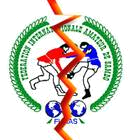 FEDERATION INTERNATIONALE AMATEUR DE SAMBO
FIAS